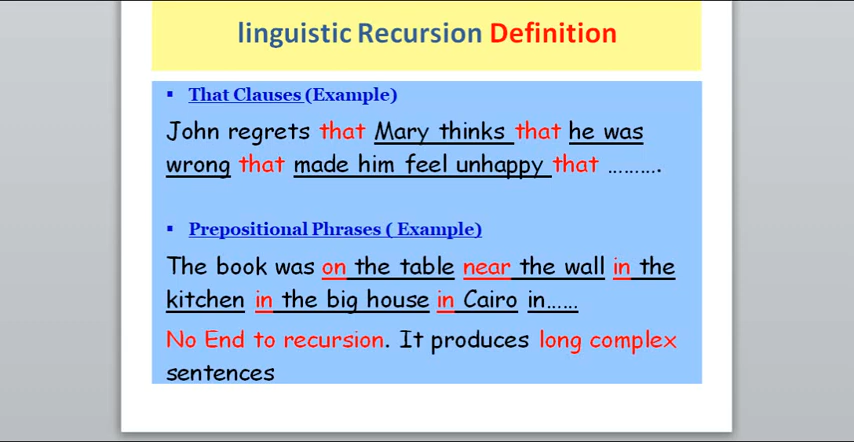 linguistic Recursion Definition
▪ That Clauses (Example)
John regrets that Mary thinks that he was
wrong that made him feel unhappy that ……….
▪ Prepositional Phrases ( Example)
The book was on the table near the wall in the
kitchen in the big house in Cairo in……
No End to recursion. It produces long complex
sentences